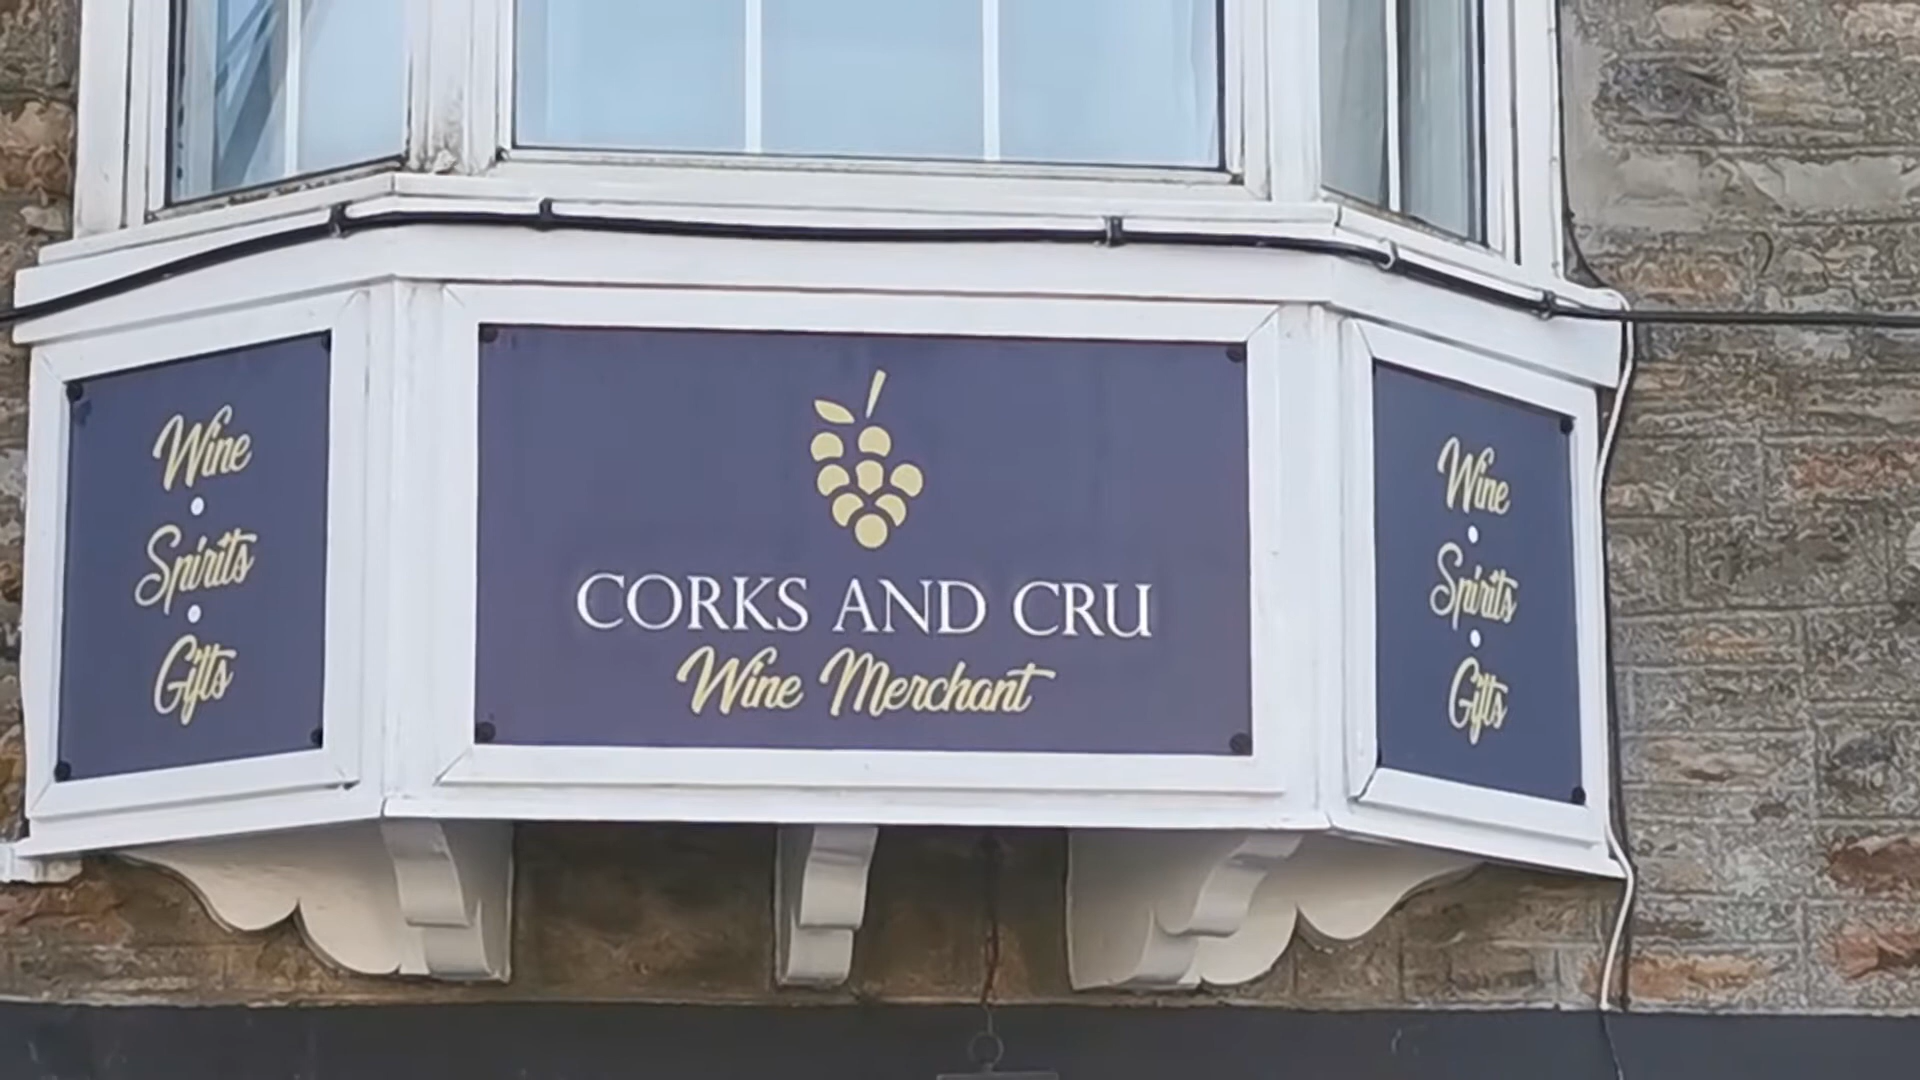 Wine
Spirits
Gifts
CORKS AND CRU
Wine Merchant
Wine
Spirits
Gifts